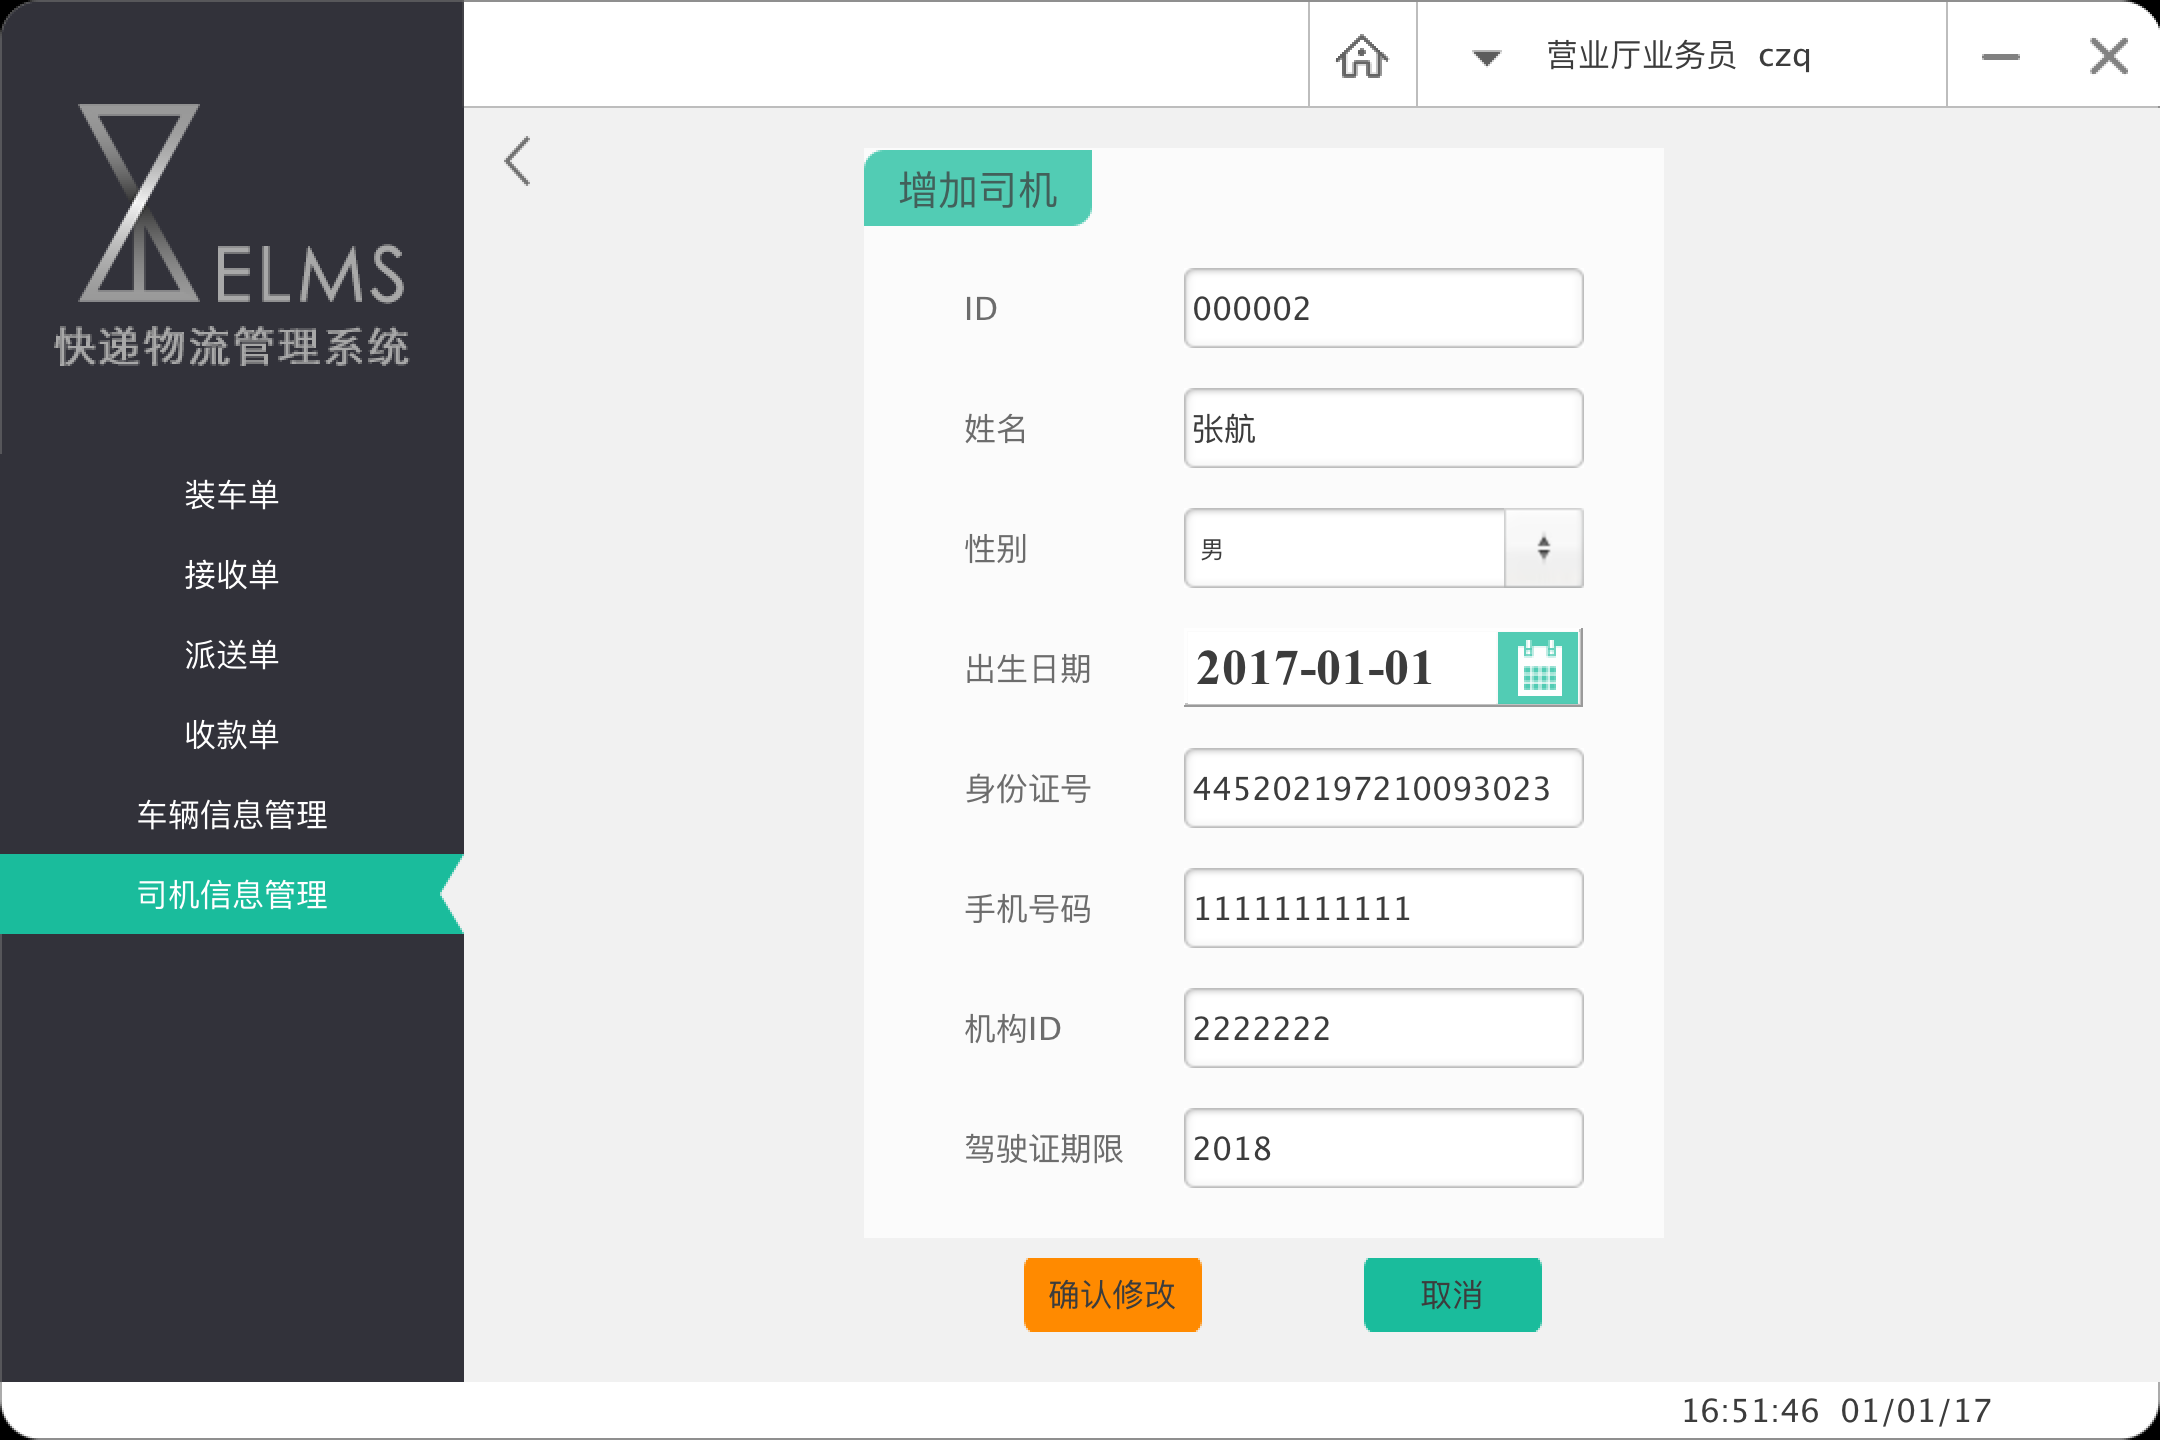 营业厅业务员 czq
ELMS
快递物流管理系统
装车单
接收单
派送单
收款单
车辆信息管理
司机信息管理
增加司机
ID 000002
姓名 张航
性别 男
出生日期 2017-01-01
身份证号 445202197210093023
手机号码 11111111111
机构ID 2222222
驾驶证期限 2018
确认修改 取消
16:51:46 01/01/17